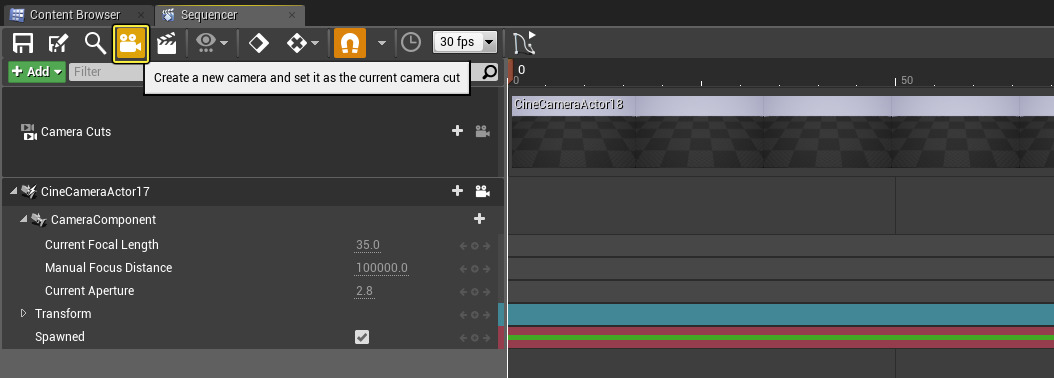 Content Browser
Sequencer
30 fps
Add
Filter
Create a new camera and set it as the current camera cut
0
0
50
CineCameraActor18
Camera Cuts
CineCameraActor17
CameraComponent
Current Focal Length 35.0
Manual Focus Distance 100000.0
Current Aperture 2.8
Transform
Spawned